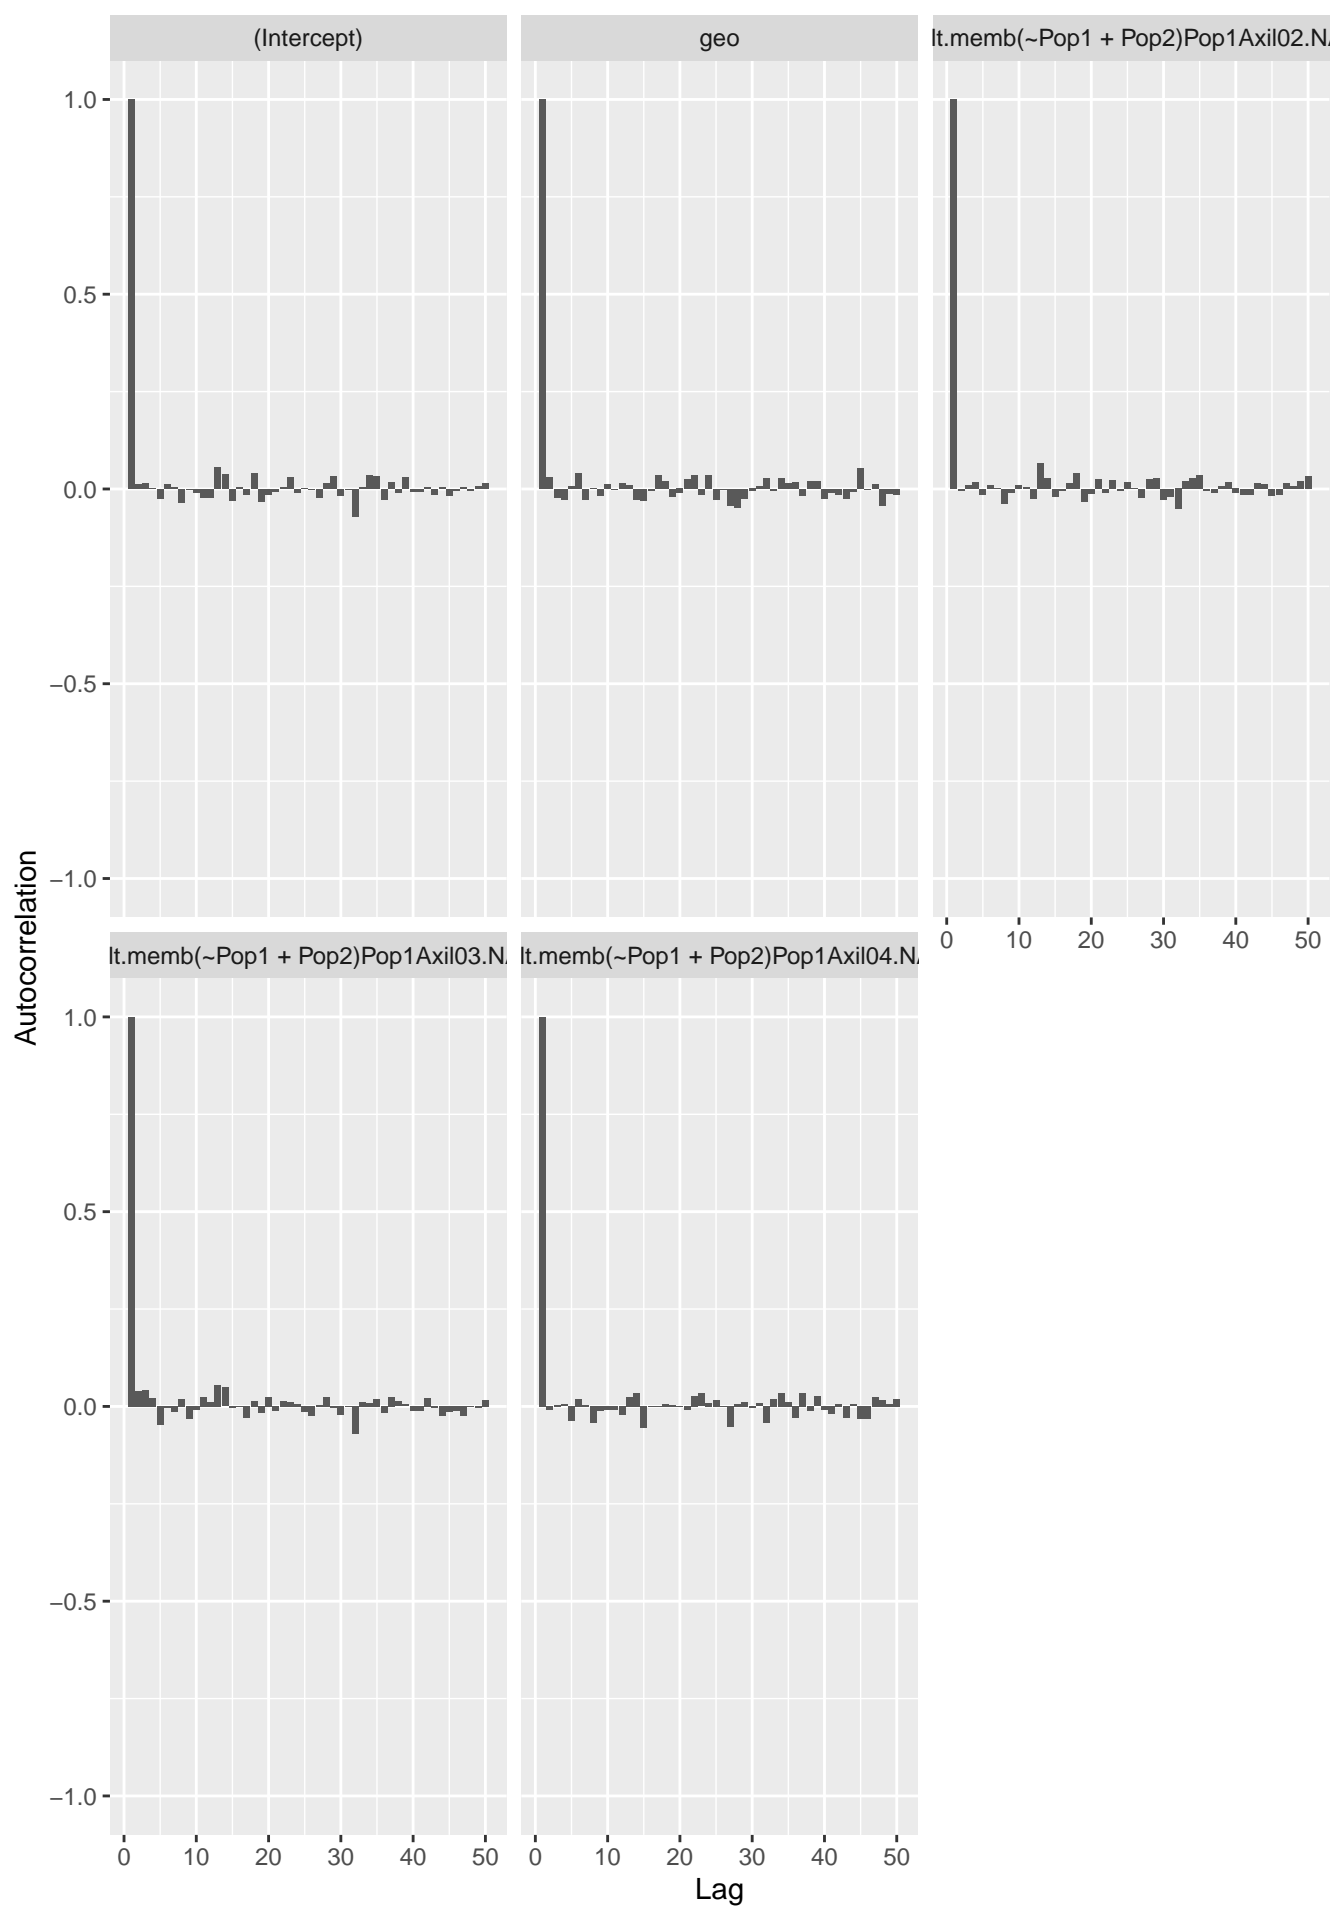 (Intercept)
geo
lt.memb(~Pop1 + Pop2)Pop1Axil02.N
1.0
0.5
0.0
−0.5
−1.0
0 10 20 30 40 50
Autocorrelation
lt.memb(~Pop1 + Pop2)Pop1Axil03.N
lt.memb(~Pop1 + Pop2)Pop1Axil04.N
1.0
0.5
0.0
−0.5
−1.0
0 10 20 30 40 50
0 10 20 30 40 50
Lag